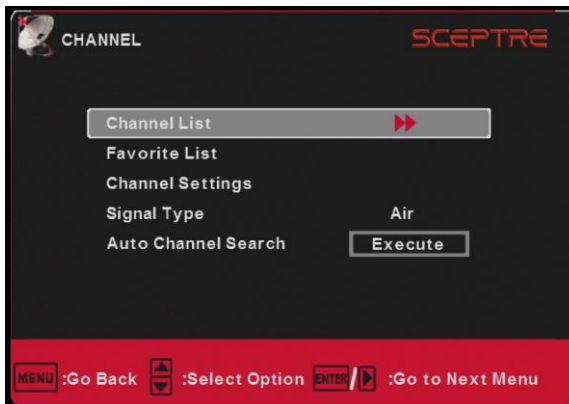 CHANNEL SCEPTRE
Channel List
Favorite List
Channel Settings
Signal Type Air
Auto Channel Search Execute
MENU :Go Back :Select Option ENTER/ :Go to Next Menu